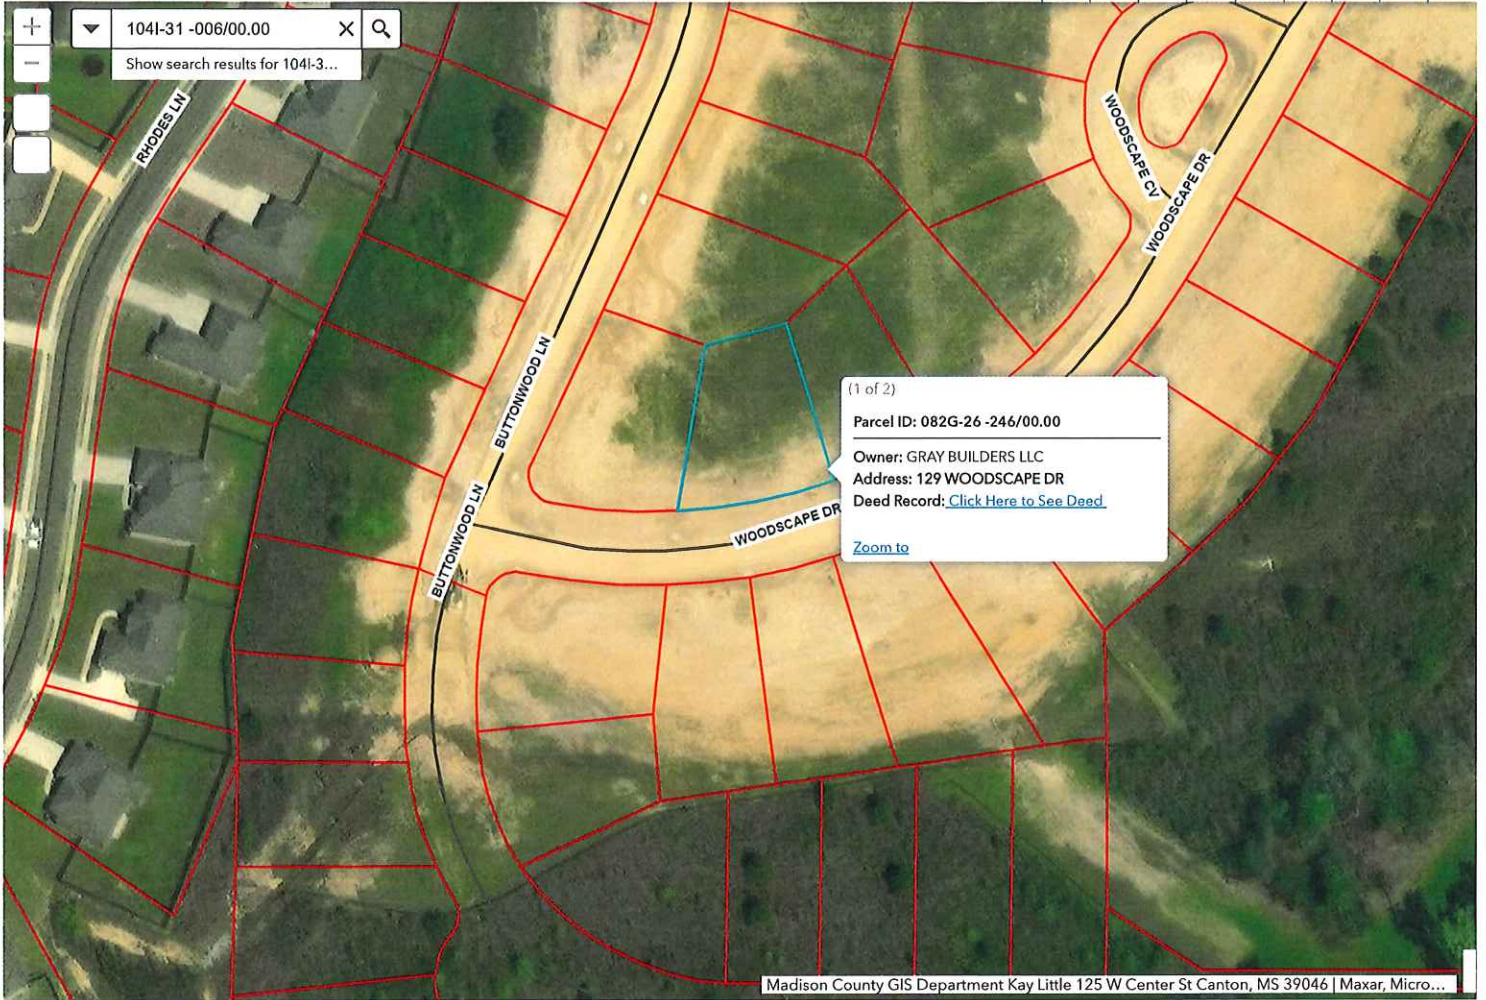 +
−
104I-31 -006/00.00
Show search results for 104I-3...
RHODES LN
WOODSCAPE CV
WOODSCAPE DR
BUTTONWOOD LN
BUTTONWOOD LN
WOODSCAPE DR
(1 of 2)
Parcel ID: 082G-26 -246/00.00
Owner: GRAY BUILDERS LLC
Address: 129 WOODSCAPE DR
Deed Record: Click Here to See Deed
Zoom to
Madison County GIS Department Kay Little 125 W Center St Canton, MS 39046 | Maxar, Micro...